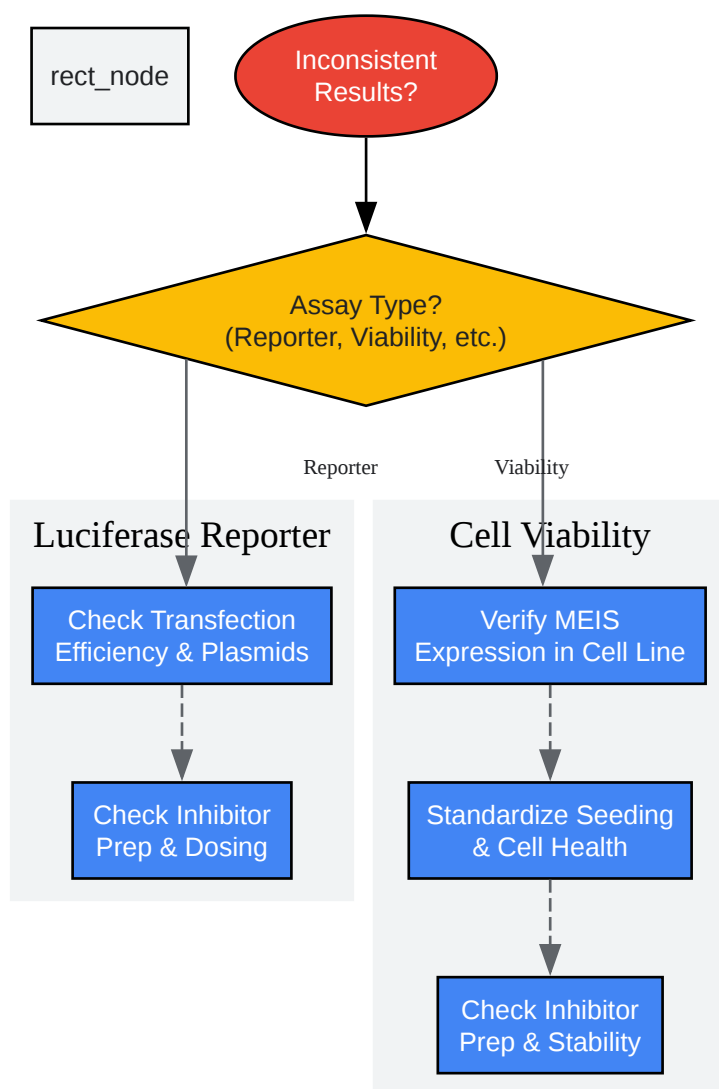 rect_node
Inconsistent
Results?
Assay Type?
(Reporter, Viability, etc.)
Reporter
Viability
Luciferase Reporter
Check Transfection
Efficiency & Plasmids
Check Inhibitor
Prep & Dosing
Cell Viability
Verify MEIS
Expression in Cell Line
Standardize Seeding
& Cell Health
Check Inhibitor
Prep & Stability